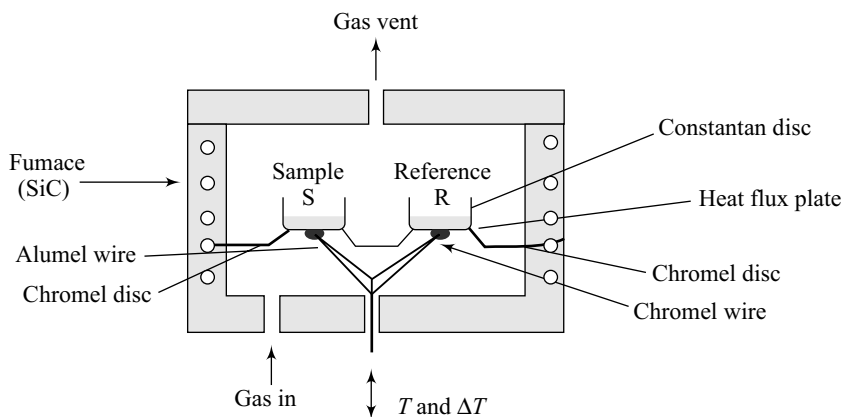 Gas vent
Constantan disc
Fumace
(SiC)
Sample
S
Reference
R
Heat flux plate
Alumel wire
Chromel disc
Chromel disc
Chromel wire
Gas in
T and ΔT